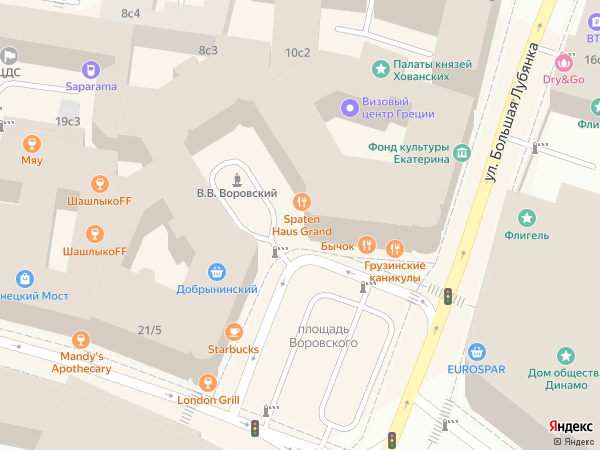 8с4
8с3
10с2
Палаты князей
Хованских
ВТ
16с
Dry&Go
ЦДС
Saparama
Визовый
центр Греции
ул. Большая Лубянка
Фли
19с3
Мяу
Фонд культуры
Екатерина
В.В. Воровский
ШашлыкоFF
Spaten
Haus Grand
Флигель
ШашлыкоFF
Бычок
Грузинские
каникулы
нецкий Мост
Добрынинский
21/5
Starbucks
площадь
Воровского
Mandy's
Apothecary
EUROSPAR
Дом общества
Динамо
London Grill
Яндекс
© Яндекс